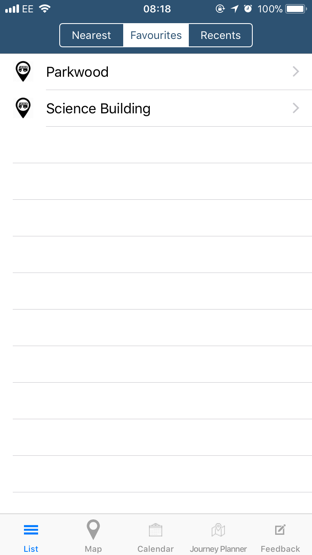 EE 08:18 100%
Nearest Favourites Recents
Parkwood
Science Building
List Map Calendar Journey Planner Feedback